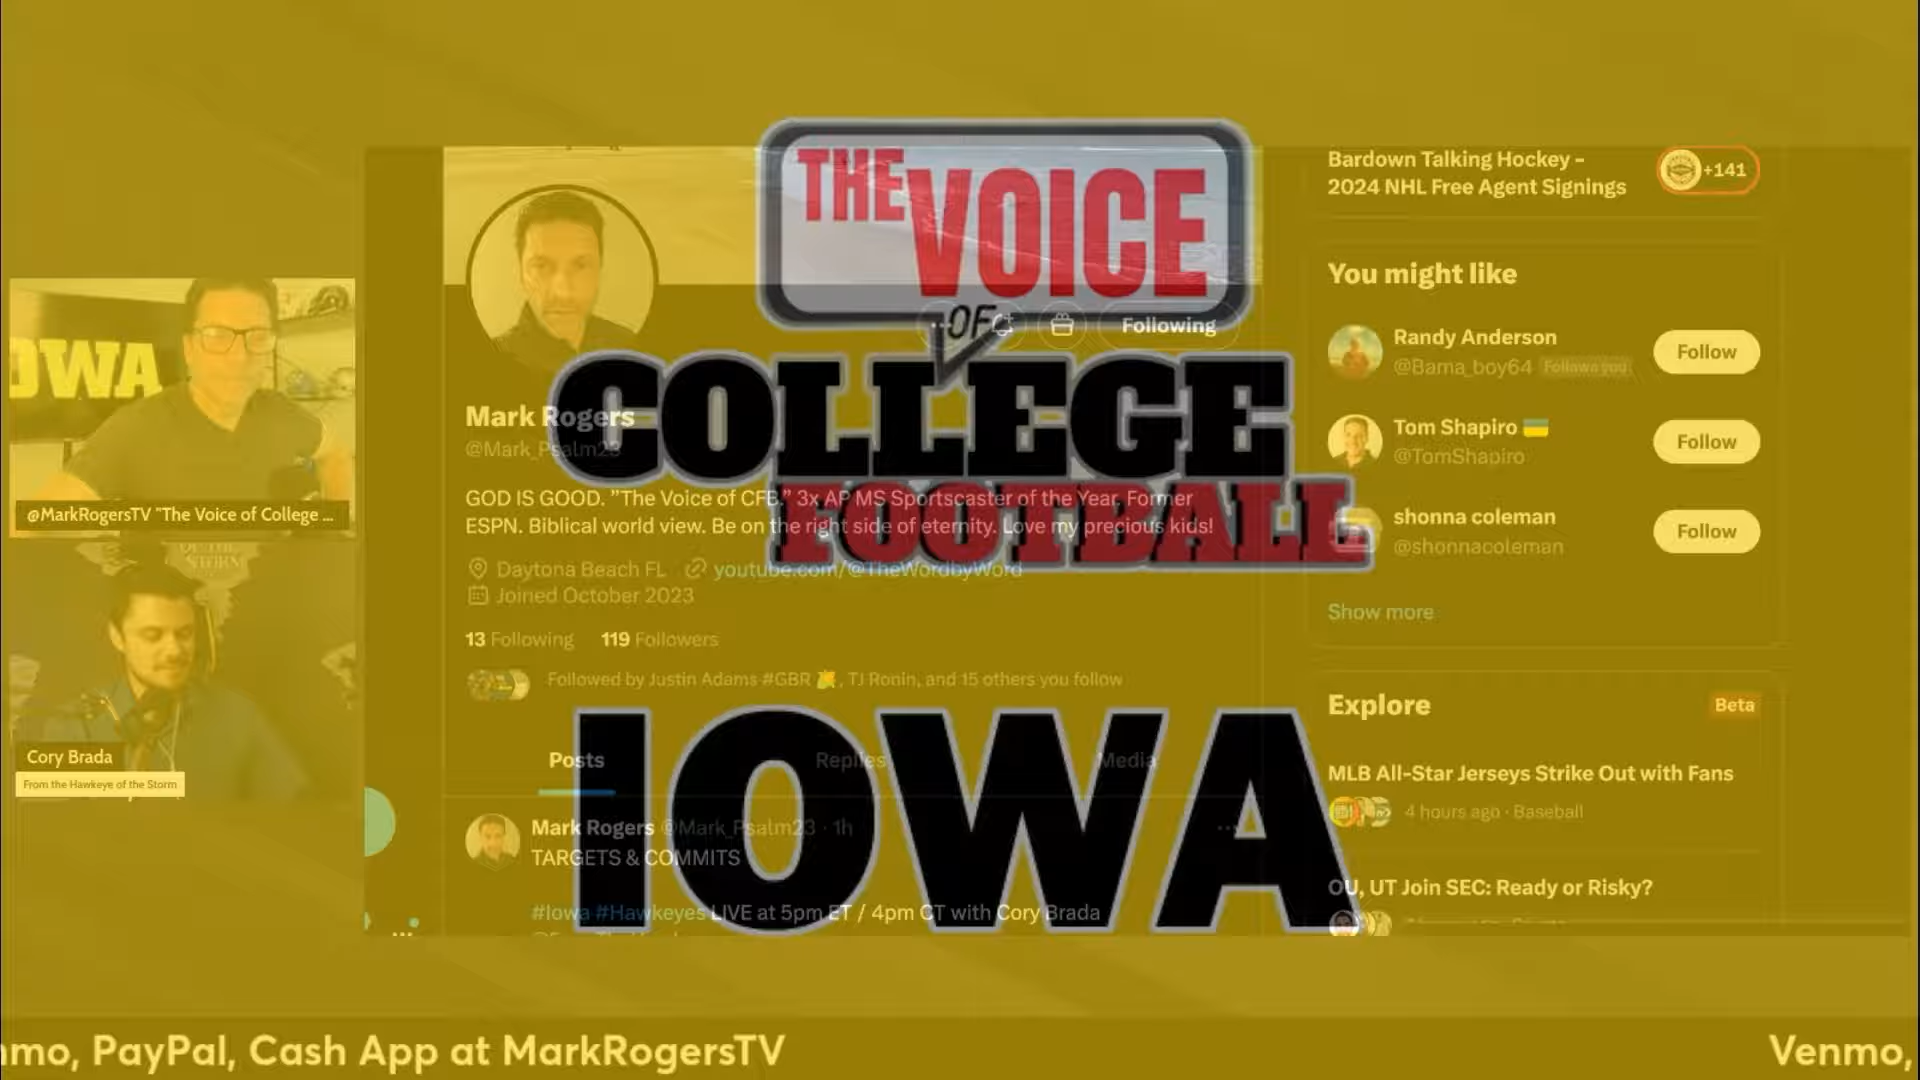 THE
VOICE
OF
COLLEGE
FOOTBALL
IOWA
IOWA
@MarkRogersTV "The Voice of College ...
OF THE
STORM
Cory Brada
From the Hawkeye of the Storm
Following
Mark Rogers
@Mark_Psalm23
GOD IS GOOD. "The Voice of CFB." 3x AP MS Sportscaster of the Year. Former
ESPN. Biblical world view. Be on the right side of eternity. Love my precious kids!
Daytona Beach FL youtube.com/@TheWordbyWord
Joined October 2023
13 Following 119 Followers
Followed by Justin Adams #GBR 🌽, TJ Ronin, and 15 others you follow
Posts Replies Media
Mark Rogers @Mark_Psalm23 · 1h
TARGETS & COMMITS
#Iowa #Hawkeyes LIVE at 5pm ET / 4pm CT with Cory Brada
Bardown Talking Hockey -
2024 NHL Free Agent Signings
+141
You might like
Randy Anderson
@Bama_boy64 Follows you
Follow
Tom Shapiro
@TomShapiro
Follow
shonna coleman
@shonnacoleman
Follow
Show more
Explore
Beta
MLB All-Star Jerseys Strike Out with Fans
4 hours ago · Baseball
OU, UT Join SEC: Ready or Risky?
nmo, PayPal, Cash App at MarkRogersTV
Venmo,